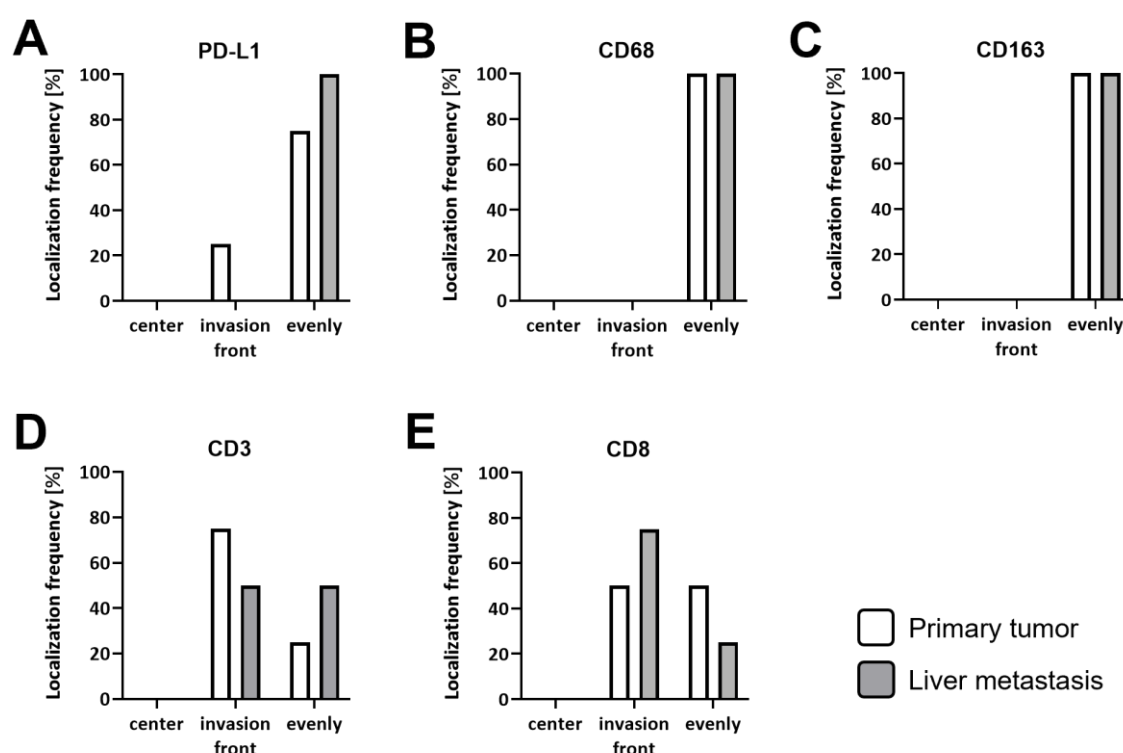 A
PD-L1
Localization frequency [%]
100
80
60
40
20
0
center
invasion
front
evenly
B
CD68
Localization frequency [%]
100
80
60
40
20
0
center
invasion
front
evenly
C
CD163
Localization frequency [%]
100
80
60
40
20
0
center
invasion
front
evenly
D
CD3
Localization frequency [%]
100
80
60
40
20
0
center
invasion
front
evenly
E
CD8
Localization frequency [%]
100
80
60
40
20
0
center
invasion
front
evenly
Primary tumor
Liver metastasis